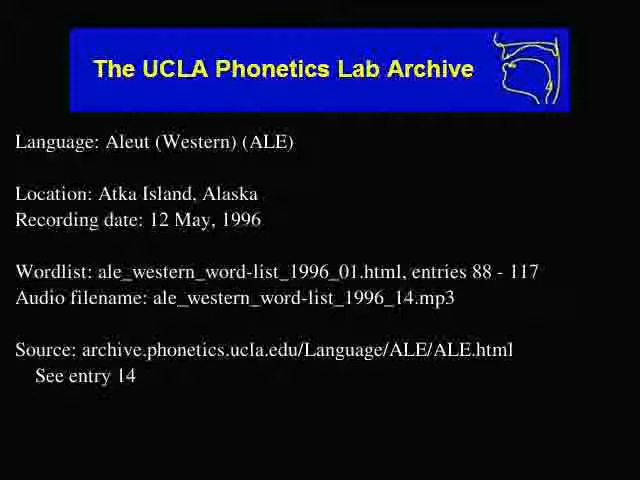 The UCLA Phonetics Lab Archive
Language: Aleut (Western) (ALE)
Location: Atka Island, Alaska
Recording date: 12 May, 1996
Wordlist: ale_western_word-list_1996_01.html, entries 88 - 117
Audio filename: ale_western_word-list_1996_14.mp3
Source: archive.phonetics.ucla.edu/Language/ALE/ALE.html
See entry 14